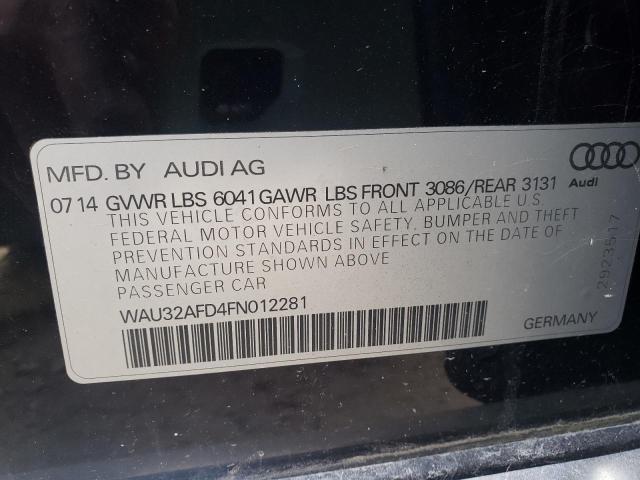 MFD. BY AUDI AG
0714 GVWR LBS 6041 GAWR LBS FRONT 3086/REAR 3131
Audi
THIS VEHICLE CONFORMS TO ALL APPLICABLE U.S.
FEDERAL MOTOR VEHICLE SAFETY, BUMPER AND THEFT
PREVENTION STANDARDS IN EFFECT ON THE DATE OF
MANUFACTURE SHOWN ABOVE
PASSENGER CAR
WAU32AFD4FN012281
GERMANY
2923517